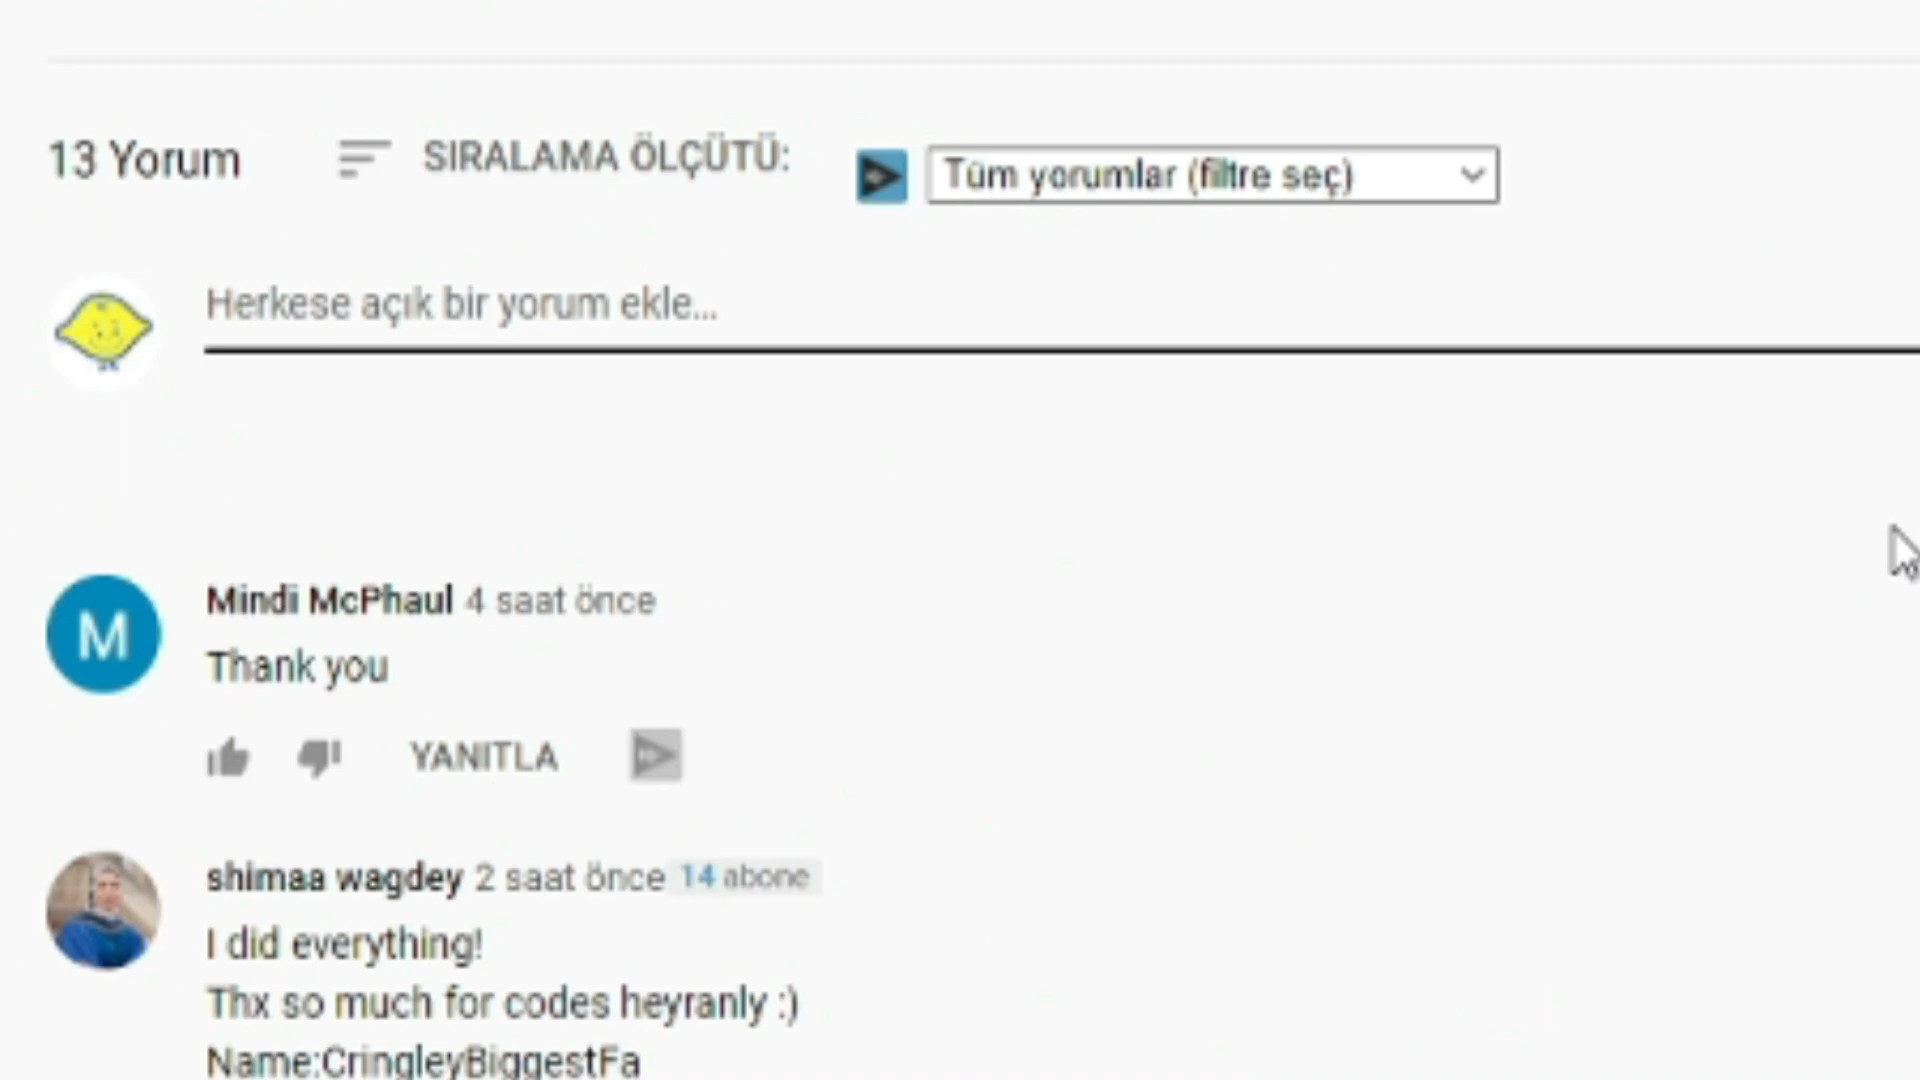 13 Yorum
SIRALAMA ÖLÇÜTÜ:
Tüm yorumlar (filtre seç)
Herkese açık bir yorum ekle...
M
Mindi McPhaul 4 saat önce
Thank you
YANITLA
shimaa wagdey 2 saat önce 14 abone
I did everything!
Thx so much for codes heyranly :)
Name:CringleyBiggestFa